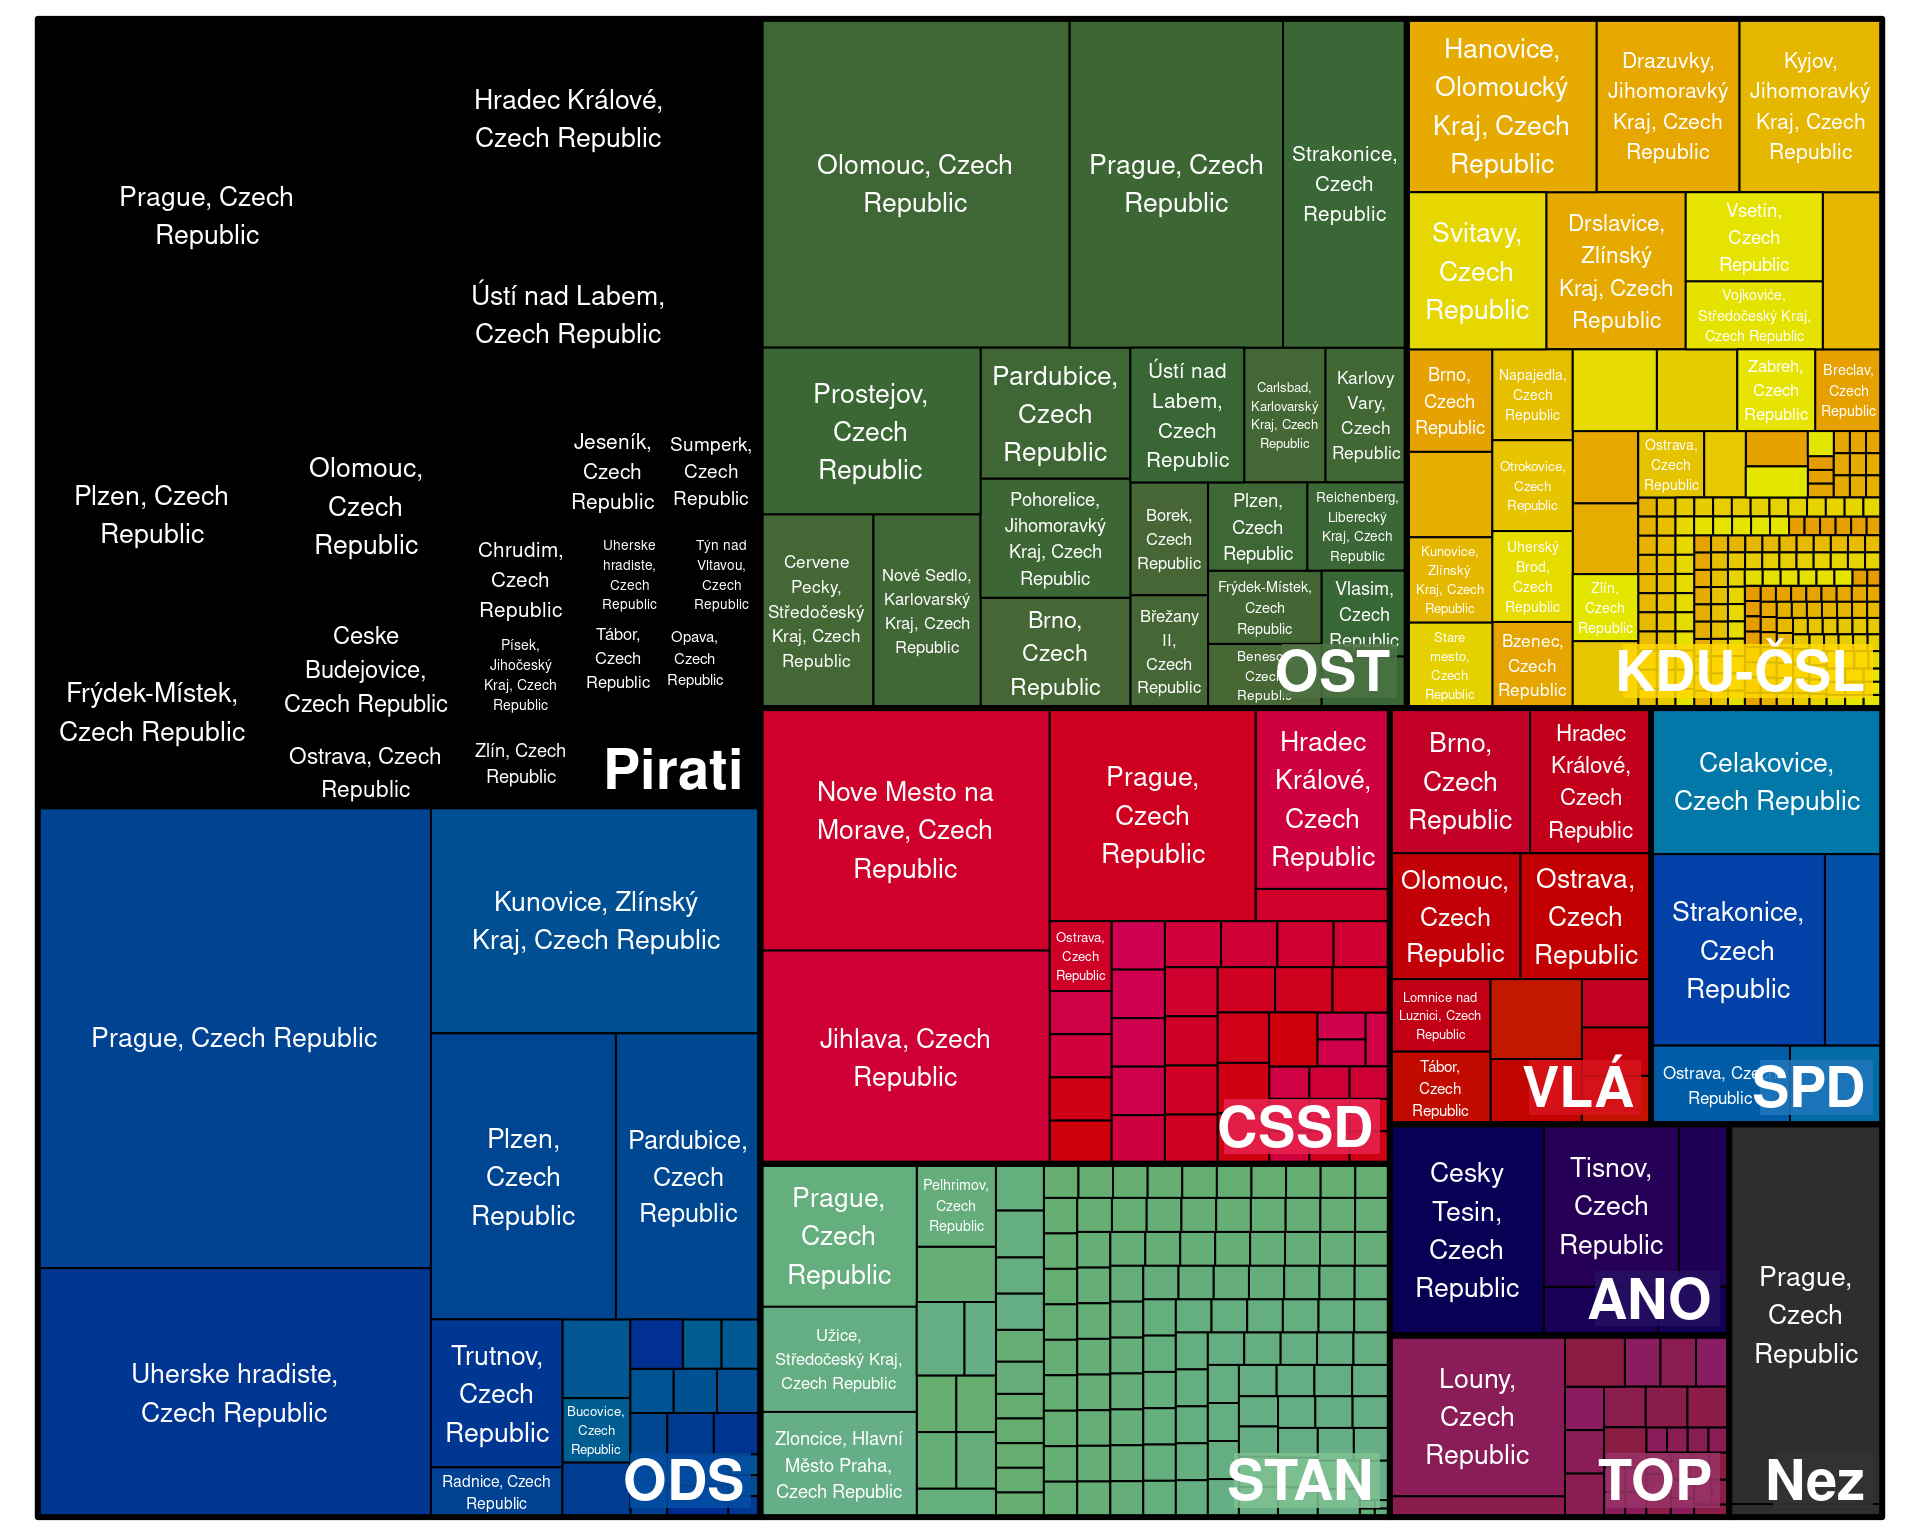 Prague, Czech
Republic
Hradec Králové,
Czech Republic
Ústí nad Labem,
Czech Republic
Plzen, Czech
Republic
Olomouc,
Czech
Republic
Jeseník,
Czech
Republic
Sumperk,
Czech
Republic
Chrudim,
Czech
Republic
Uherske
hradiste,
Czech
Republic
Týn nad
Vltavou,
Czech
Republic
Frýdek-Místek,
Czech Republic
Ceske
Budejovice,
Czech Republic
Písek,
Jihočeský
Kraj, Czech
Republic
Tábor,
Czech
Republic
Opava,
Czech
Republic
Ostrava, Czech
Republic
Zlín, Czech
Republic
Pirati
Olomouc, Czech
Republic
Prague, Czech
Republic
Strakonice,
Czech
Republic
Prostejov,
Czech
Republic
Pardubice,
Czech
Republic
Ústí nad
Labem,
Czech
Republic
Carlsbad,
Karlovarský
Kraj, Czech
Republic
Karlovy
Vary,
Czech
Republic
Cervene
Pecky,
Středočeský
Kraj, Czech
Republic
Nové Sedlo,
Karlovarský
Kraj, Czech
Republic
Pohorelice,
Jihomoravký
Kraj, Czech
Republic
Brno,
Czech
Republic
Borek,
Czech
Republic
Plzen,
Czech
Republic
Reichenberg,
Liberecký
Kraj, Czech
Republic
Břežany
II,
Czech
Republic
Frýdek-Místek,
Czech
Republic
Vlasim,
Czech
Republic
Czech
Republic
OST
Hanovice,
Olomoucký
Kraj, Czech
Republic
Drazuvky,
Jihomoravký
Kraj, Czech
Republic
Kyjov,
Jihomoravký
Kraj, Czech
Republic
Svitavy,
Czech
Republic
Drslavice,
Zlínský
Kraj, Czech
Republic
Vsetín,
Czech
Republic
Vojkoviće,
Středočeský Kraj,
Czech Republic
Brno,
Czech
Republic
Napajedla,
Czech
Republic
Zabreh,
Czech
Republic
Breclav,
Czech
Republic
Otrokovice,
Czech
Republic
Ostrava,
Czech
Republic
Kunovice,
Zlínský
Kraj, Czech
Republic
Uherský
Brod,
Czech
Republic
Zlín,
Czech
Republic
Stare
mesto,
Czech
Republic
Bzenec,
Czech
Republic
KDU-ČSL
Prague, Czech Republic
Kunovice, Zlínský
Kraj, Czech Republic
Plzen,
Czech
Republic
Pardubice,
Czech
Republic
Uherske hradiste,
Czech Republic
Trutnov,
Czech
Republic
Bucovice,
Czech
Republic
Radnice, Czech
Republic
ODS
Nove Mesto na
Morave, Czech
Republic
Prague,
Czech
Republic
Hradec
Králové,
Czech
Republic
Jihlava, Czech
Republic
Ostrava,
Czech
Republic
CSSD
Brno,
Czech
Republic
Hradec
Králové,
Czech
Republic
Olomouc,
Czech
Republic
Ostrava,
Czech
Republic
Lomnice nad
Luznici, Czech
Republic
Tábor,
Czech
Republic
VLÁ
Celakovice,
Czech Republic
Strakonice,
Czech
Republic
Ostrava, Czech
Republic
SPD
Prague,
Czech
Republic
Pelhrimov,
Czech
Republic
Užice,
Středočeský Kraj,
Czech Republic
Zloncice, Hlavní
Město Praha,
Czech Republic
STAN
Cesky
Tesin,
Czech
Republic
Tisnov,
Czech
Republic
ANO
Louny,
Czech
Republic
TOP
Prague,
Czech
Republic
Nez